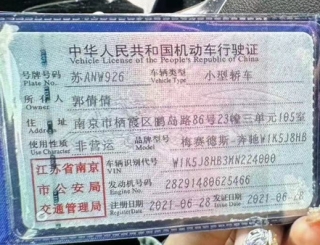 中华人民共和国机动车行驶证
Vehicle License of the People's Republic of China
号牌号码 Plate No. 苏ANW926 车辆类型 Vehicle Type 小型轿车
所有人 Owner 郭倩倩
住址 Address 南京市栖霞区鹏岛路86号23幢三单元105室
使用性质 Use Character 非营运 品牌型号 Model 梅赛德斯-奔驰W1K5J8HB
江苏省南京市公安局交通管理局
车辆识别代号 VIN W1K5J8HB3MN224000
发动机号码 Engine No. 28291480625466
注册日期 Register Date 2021-06-28 发证日期 Issue Date 2021-06-28